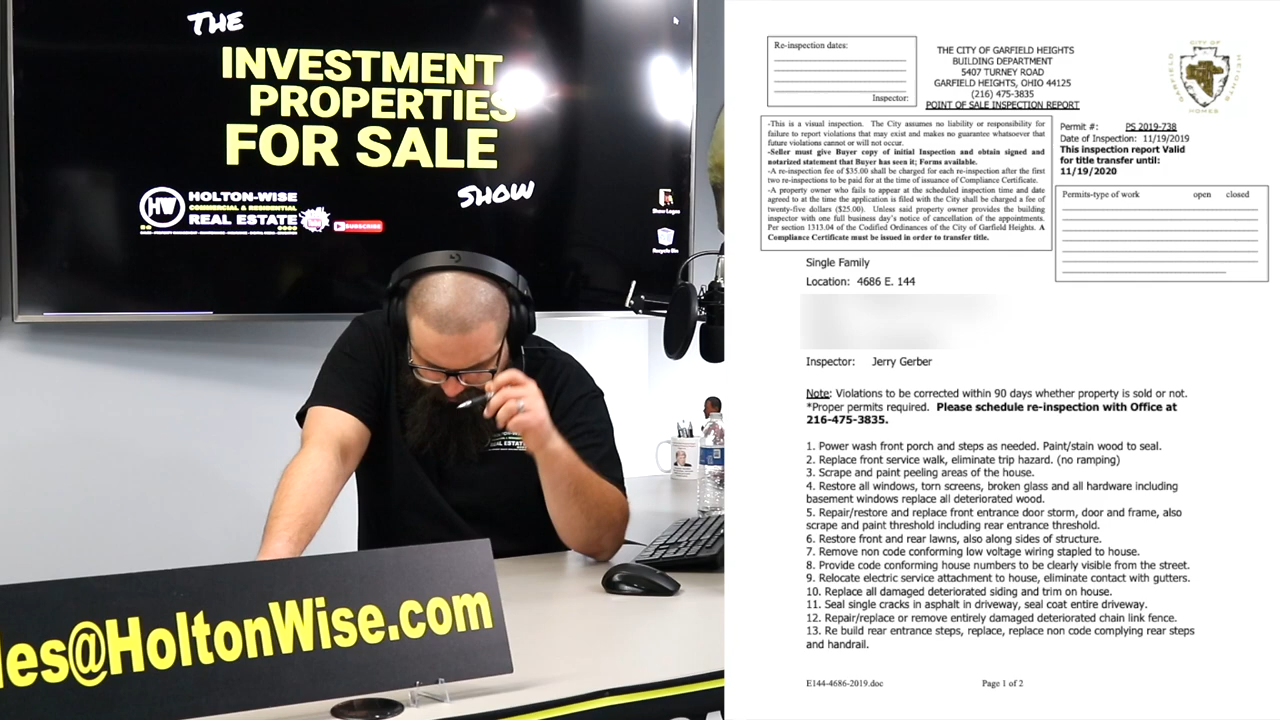 THE
INVESTMENT
PROPERTIES
FOR SALE
SHOW
HW
HOLTON-WISE
COMMERCIAL & RESIDENTIAL
REAL ESTATE
SUBSCRIBE
Show Logos
Recycle Bin
REAL ESTATE
les@HoltonWise.com
Re-inspection dates:
Inspector:
THE CITY OF GARFIELD HEIGHTS
BUILDING DEPARTMENT
5407 TURNEY ROAD
GARFIELD HEIGHTS, OHIO 44125
(216) 475-3835
POINT OF SALE INSPECTION REPORT
CITY OF
GARFIELD
HEIGHTS
HOMES
-This is a visual inspection. The City assumes no liability or responsibility for
failure to report violations that may exist and makes no guarantee whatsoever that
future violations cannot or will not occur.
-Seller must give Buyer copy of initial Inspection and obtain signed and
notarized statement that Buyer has seen it; Forms available.
-A re-inspection fee of $35.00 shall be charged for each re-inspection after the first
two re-inspections to be paid for at the time of issuance of Compliance Certificate.
-A property owner who fails to appear at the scheduled inspection time and date
agreed to at the time the application is filed with the City shall be charged a fee of
twenty-five dollars ($25.00). Unless said property owner provides the building
inspector with one full business day's notice of cancellation of the appointments.
Per section 1313.04 of the Codified Ordinances of the City of Garfield Heights. A
Compliance Certificate must be issued in order to transfer title.
Permit #: PS 2019-738
Date of Inspection: 11/19/2019
This inspection report Valid
for title transfer until:
11/19/2020
Permits-type of work open closed
Single Family
Location: 4686 E. 144
Inspector: Jerry Gerber
Note: Violations to be corrected within 90 days whether property is sold or not.
*Proper permits required. Please schedule re-inspection with Office at
216-475-3835.
1. Power wash front porch and steps as needed. Paint/stain wood to seal.
2. Replace front service walk, eliminate trip hazard. (no ramping)
3. Scrape and paint peeling areas of the house.
4. Restore all windows, torn screens, broken glass and all hardware including
basement windows replace all deteriorated wood.
5. Repair/restore and replace front entrance door storm, door and frame, also
scrape and paint threshold including rear entrance threshold.
6. Restore front and rear lawns, also along sides of structure.
7. Remove non code conforming low voltage wiring stapled to house.
8. Provide code conforming house numbers to be clearly visible from the street.
9. Relocate electric service attachment to house, eliminate contact with gutters.
10. Replace all damaged deteriorated siding and trim on house.
11. Seal single cracks in asphalt in driveway, seal coat entire driveway.
12. Repair/replace or remove entirely damaged deteriorated chain link fence.
13. Re build rear entrance steps, replace, replace non code complying rear steps
and handrail.
E144-4686-2019.doc Page 1 of 2